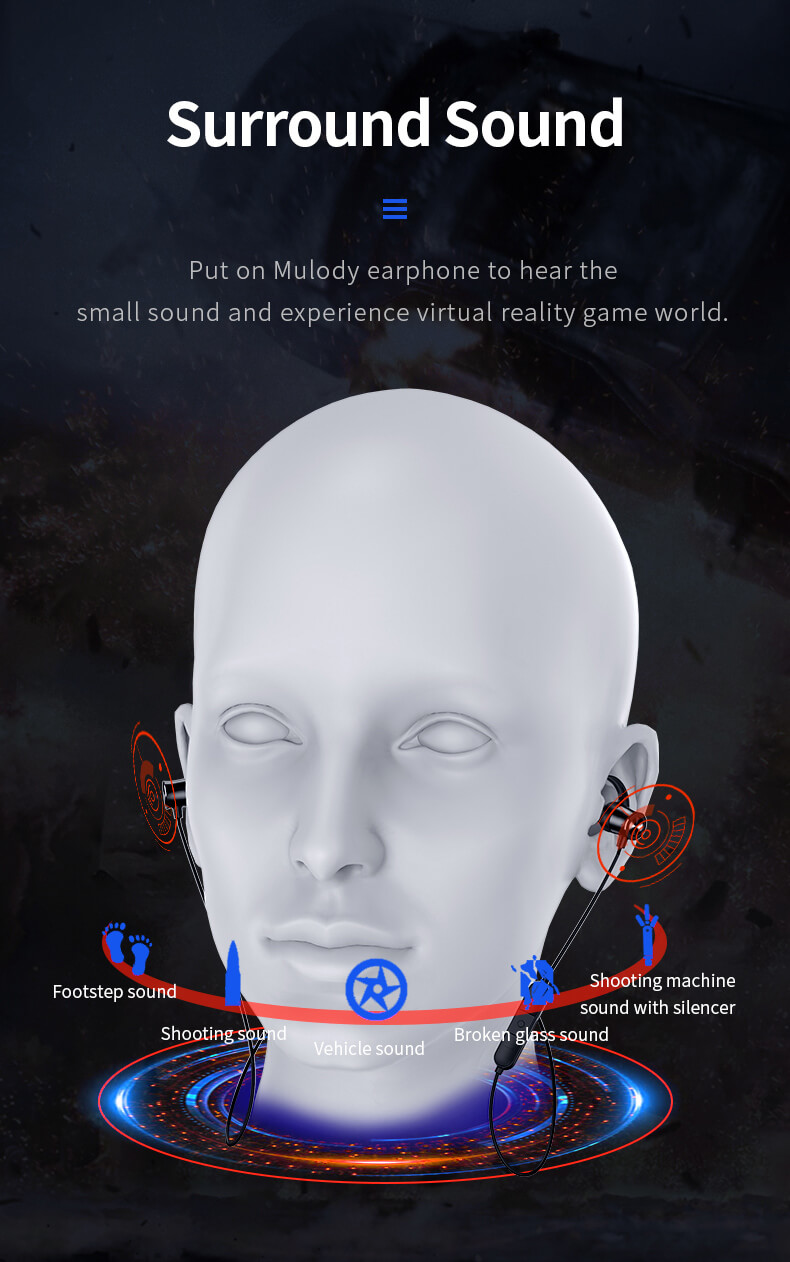 Surround Sound
Put on Mulody earphone to hear the
small sound and experience virtual reality game world.
Footstep sound
Shooting sound
Vehicle sound
Broken glass sound
Shooting machine
sound with silencer